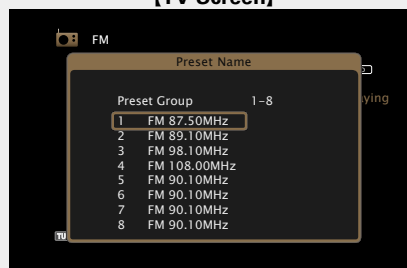 【TV Screen】
FM
Preset Name
aying
Preset Group 1-8
1 FM 87.50MHz
2 FM 89.10MHz
3 FM 98.10MHz
4 FM 108.00MHz
5 FM 90.10MHz
6 FM 90.10MHz
7 FM 90.10MHz
8 FM 90.10MHz
TU